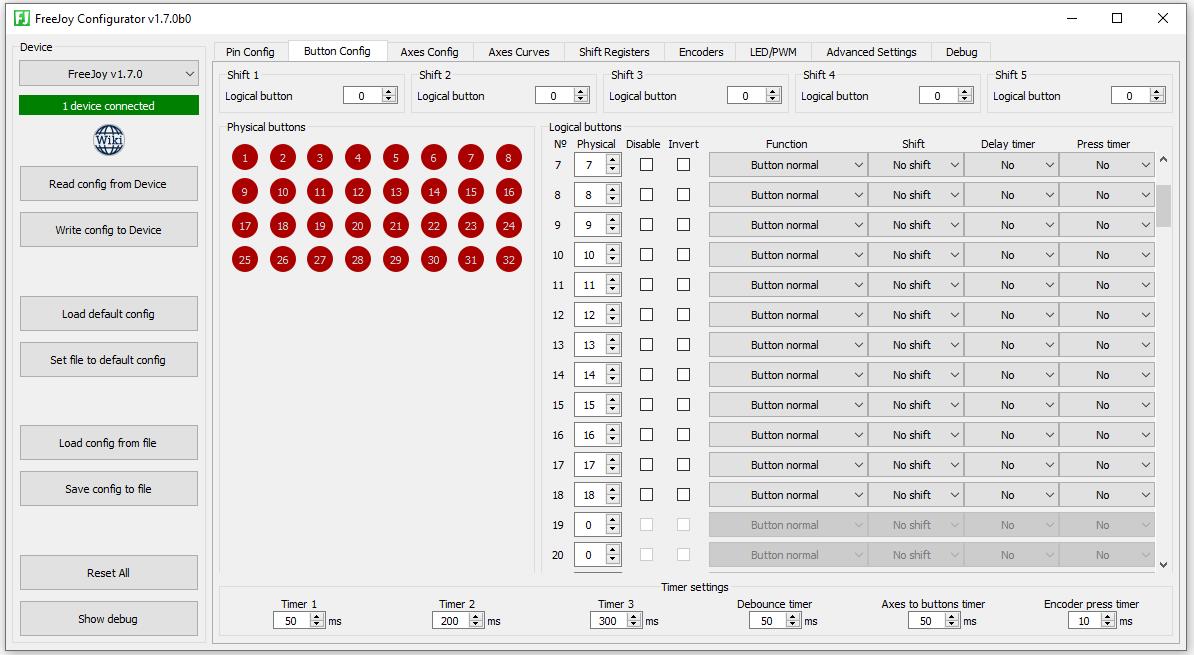 FreeJoy Configurator v1.7.0b0
Device
FreeJoy v1.7.0
1 device connected
Wiki
Read config from Device
Write config to Device
Load default config
Set file to default config
Load config from file
Save config to file
Reset All
Show debug
Pin Config Button Config Axes Config Axes Curves Shift Registers Encoders LED/PWM Advanced Settings Debug
Shift 1 Shift 2 Shift 3 Shift 4 Shift 5
Logical button 0 Logical button 0 Logical button 0 Logical button 0 Logical button 0
Physical buttons
1 2 3 4 5 6 7 8
9 10 11 12 13 14 15 16
17 18 19 20 21 22 23 24
25 26 27 28 29 30 31 32
Logical buttons
№ Physical Disable Invert Function Shift Delay timer Press timer
7 7 Button normal No shift No No
8 8 Button normal No shift No No
9 9 Button normal No shift No No
10 10 Button normal No shift No No
11 11 Button normal No shift No No
12 12 Button normal No shift No No
13 13 Button normal No shift No No
14 14 Button normal No shift No No
15 15 Button normal No shift No No
16 16 Button normal No shift No No
17 17 Button normal No shift No No
18 18 Button normal No shift No No
19 0 Button normal No shift No No
20 0 Button normal No shift No No
Timer settings
Timer 1 Timer 2 Timer 3 Debounce timer Axes to buttons timer Encoder press timer
50 ms 200 ms 300 ms 50 ms 50 ms 10 ms